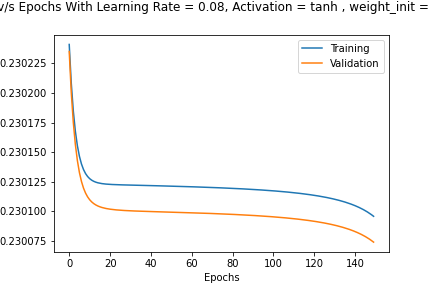 v/s Epochs With Learning Rate = 0.08, Activation = tanh , weight_init =
Training
Validation
0.230225
0.230200
0.230175
0.230150
0.230125
0.230100
0.230075
0 20 40 60 80 100 120 140
Epochs